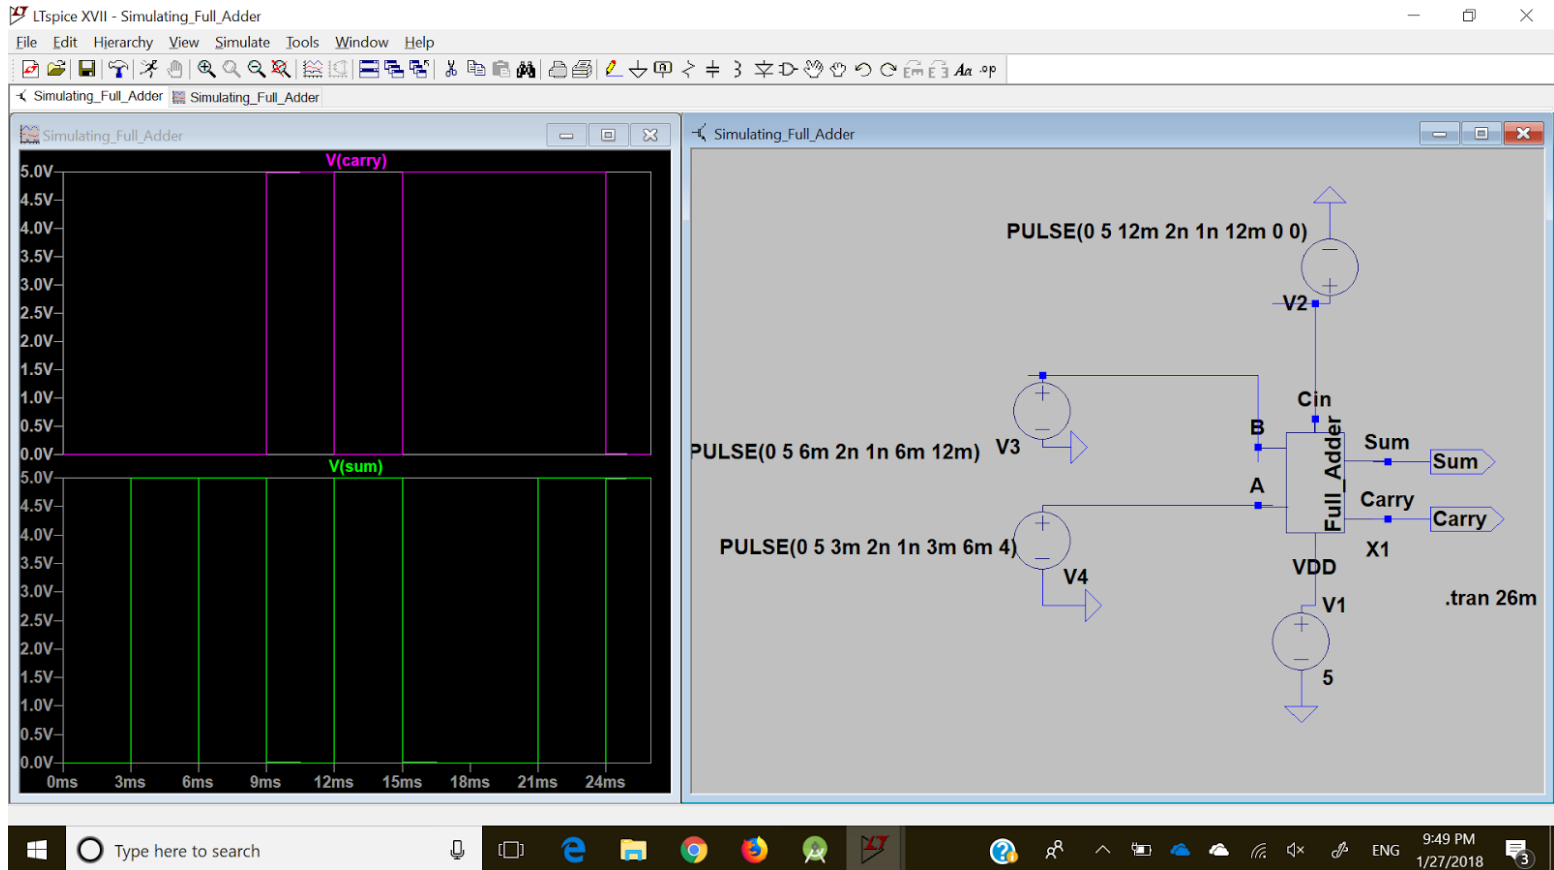 LTspice XVII - Simulating_Full_Adder
File Edit Hierarchy View Simulate Tools Window Help
Simulating_Full_Adder Simulating_Full_Adder
Simulating_Full_Adder
V(carry)
5.0V
4.5V
4.0V
3.5V
3.0V
2.5V
2.0V
1.5V
1.0V
0.5V
0.0V
V(sum)
5.0V
4.5V
4.0V
3.5V
3.0V
2.5V
2.0V
1.5V
1.0V
0.5V
0.0V
0ms 3ms 6ms 9ms 12ms 15ms 18ms 21ms 24ms
Simulating_Full_Adder
PULSE(0 5 12m 2n 1n 12m 0 0)
V2
Cin
B
V3
PULSE(0 5 6m 2n 1n 6m 12m)
A
Full_Adder
Sum
Sum
Carry
Carry
PULSE(0 5 3m 2n 1n 3m 6m 4)
V4
X1
VDD
V1
.tran 26m
5
Type here to search
ENG
9:49 PM
1/27/2018
3